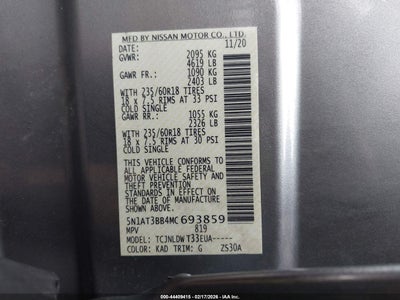 MFD BY NISSAN MOTOR CO., LTD.
DATE: 11/20
GVWR: 2095 KG
4619 LB
GAWR FR.: 1090 KG
2403 LB
WITH 235/60R18 TIRES
18 x 7.5 RIMS AT 33 PSI
COLD SINGLE
GAWR RR.: 1055 KG
2326 LB
WITH 235/60R18 TIRES
18 x 7.5 RIMS AT 30 PSI
COLD SINGLE
THIS VEHICLE CONFORMS TO
ALL APPLICABLE FEDERAL
MOTOR VEHICLE SAFETY AND
THEFT PREVENTION STANDARDS
IN EFFECT ON THE DATE OF
MANUFACTURE SHOWN ABOVE.
5N1AT3BB4MC693859
MPV 819
MODEL: TCJNLDWT33EUA-----
COLOR: KAD TRIM: G ZS30A
000-44409415 - 02/17/2026 - IAAI